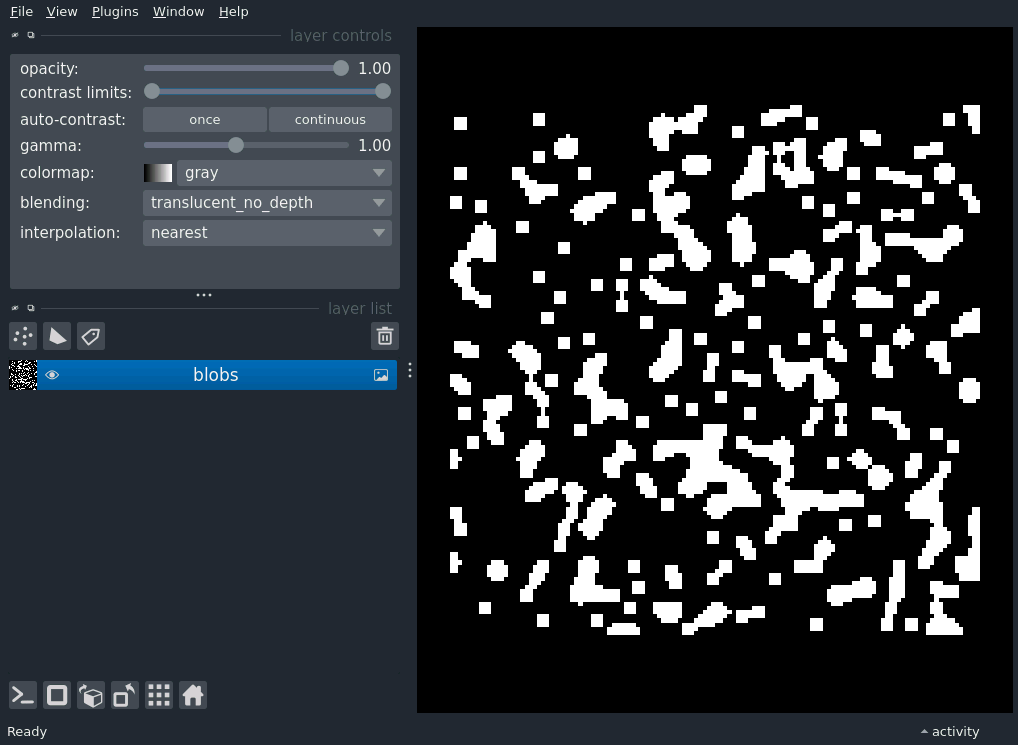 File View Plugins Window Help
layer controls
opacity: 1.00
contrast limits:
auto-contrast: once continuous
gamma: 1.00
colormap: gray
blending: translucent_no_depth
interpolation: nearest
layer list
blobs
Ready activity